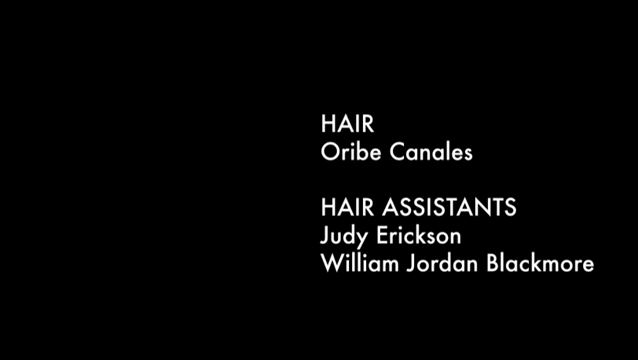 HAIR
Oribe Canales
HAIR ASSISTANTS
Judy Erickson
William Jordan Blackmore